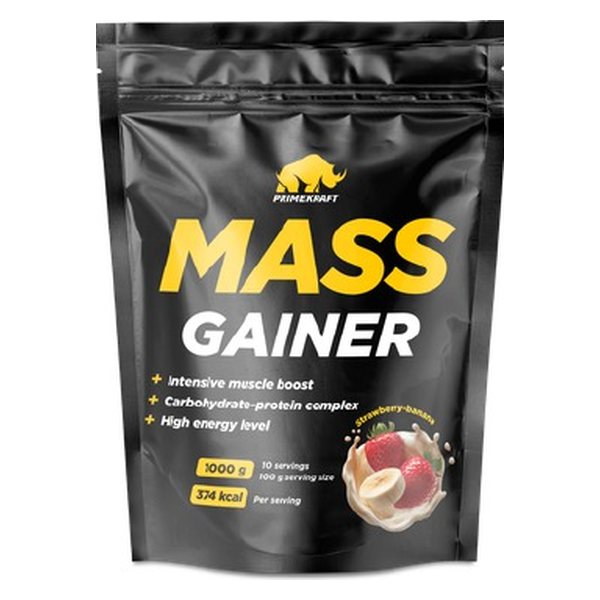 PRIMEKRAFT
MASS
GAINER
+ Intensive muscle boost
+ Carbohydrate-protein complex
+ High energy level
Strawberry-banana
1000 g
10 servings
100 g serving size
374 kcal
Per serving